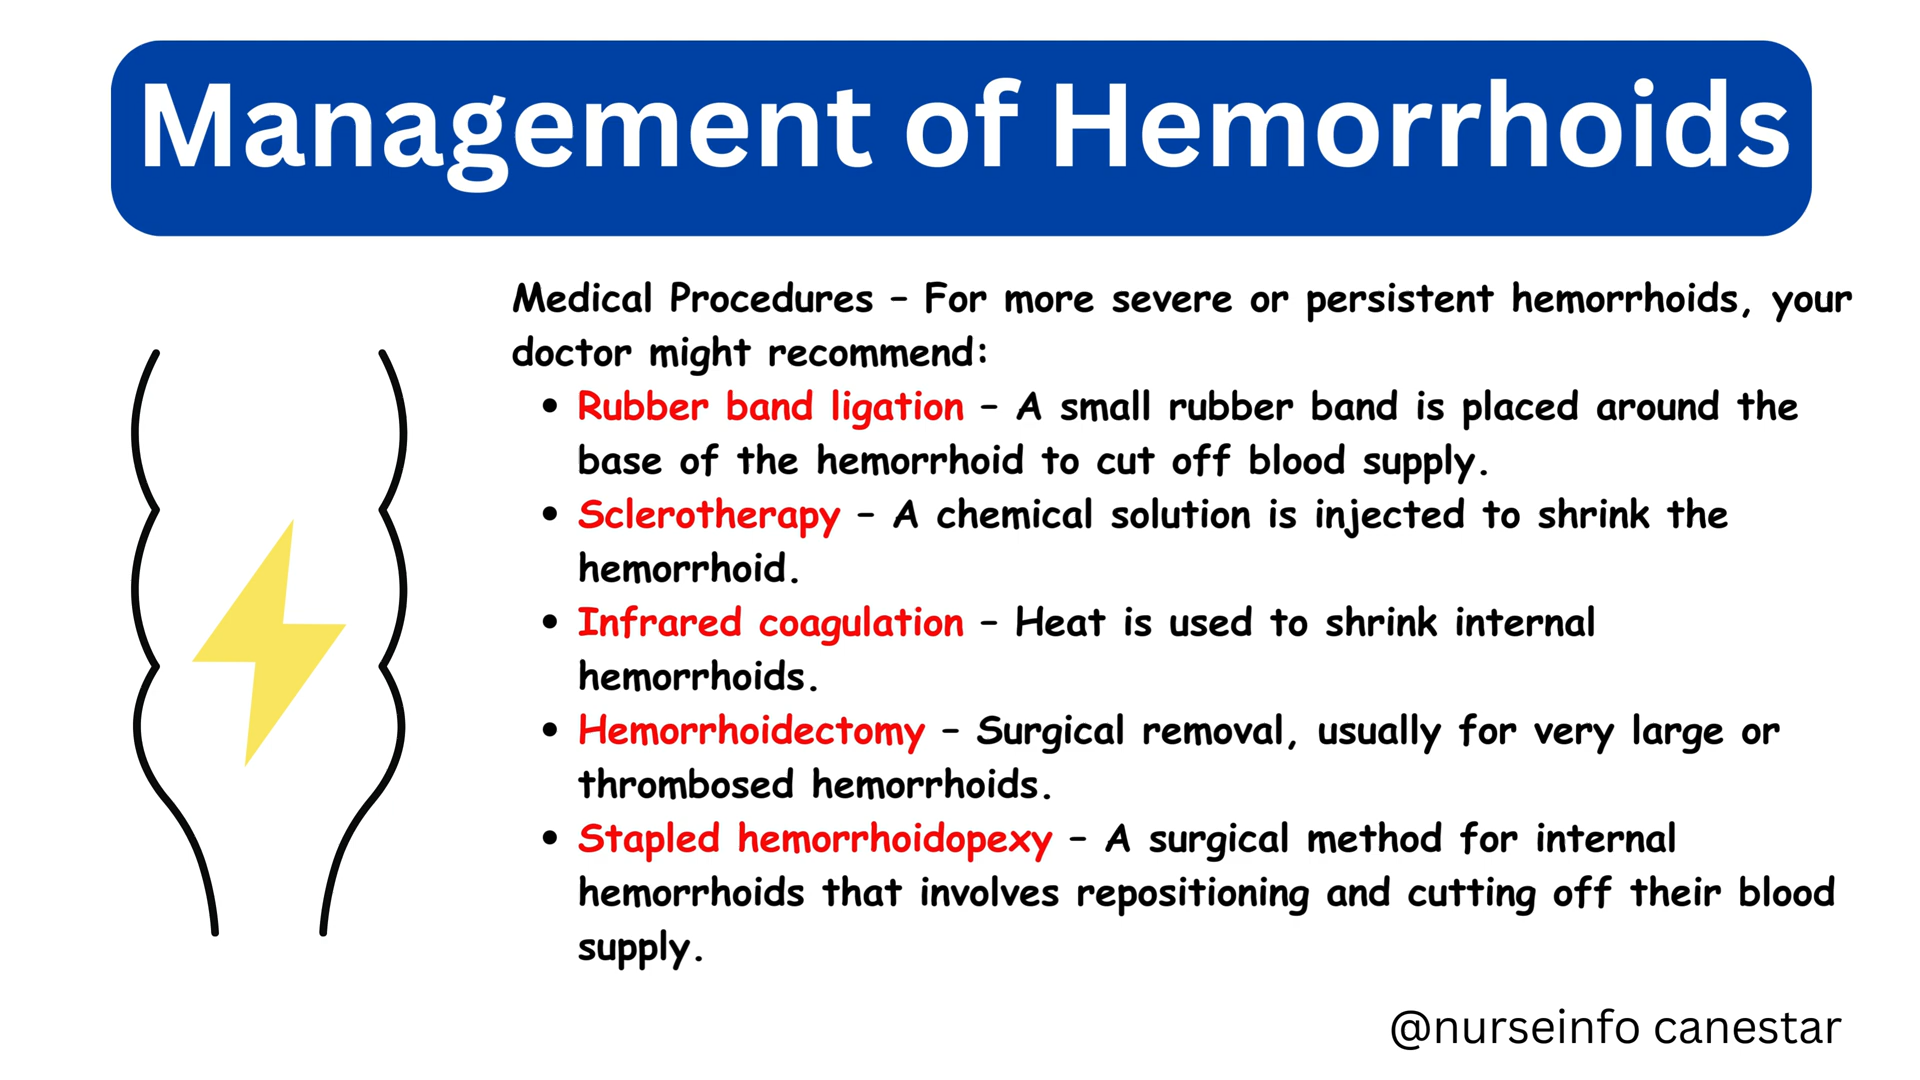 Management of Hemorrhoids
Medical Procedures – For more severe or persistent hemorrhoids, your
doctor might recommend:
• Rubber band ligation – A small rubber band is placed around the
base of the hemorrhoid to cut off blood supply.
• Sclerotherapy – A chemical solution is injected to shrink the
hemorrhoid.
• Infrared coagulation – Heat is used to shrink internal
hemorrhoids.
• Hemorrhoidectomy – Surgical removal, usually for very large or
thrombosed hemorrhoids.
• Stapled hemorrhoidopexy – A surgical method for internal
hemorrhoids that involves repositioning and cutting off their blood
supply.
@nurseinfo canestar